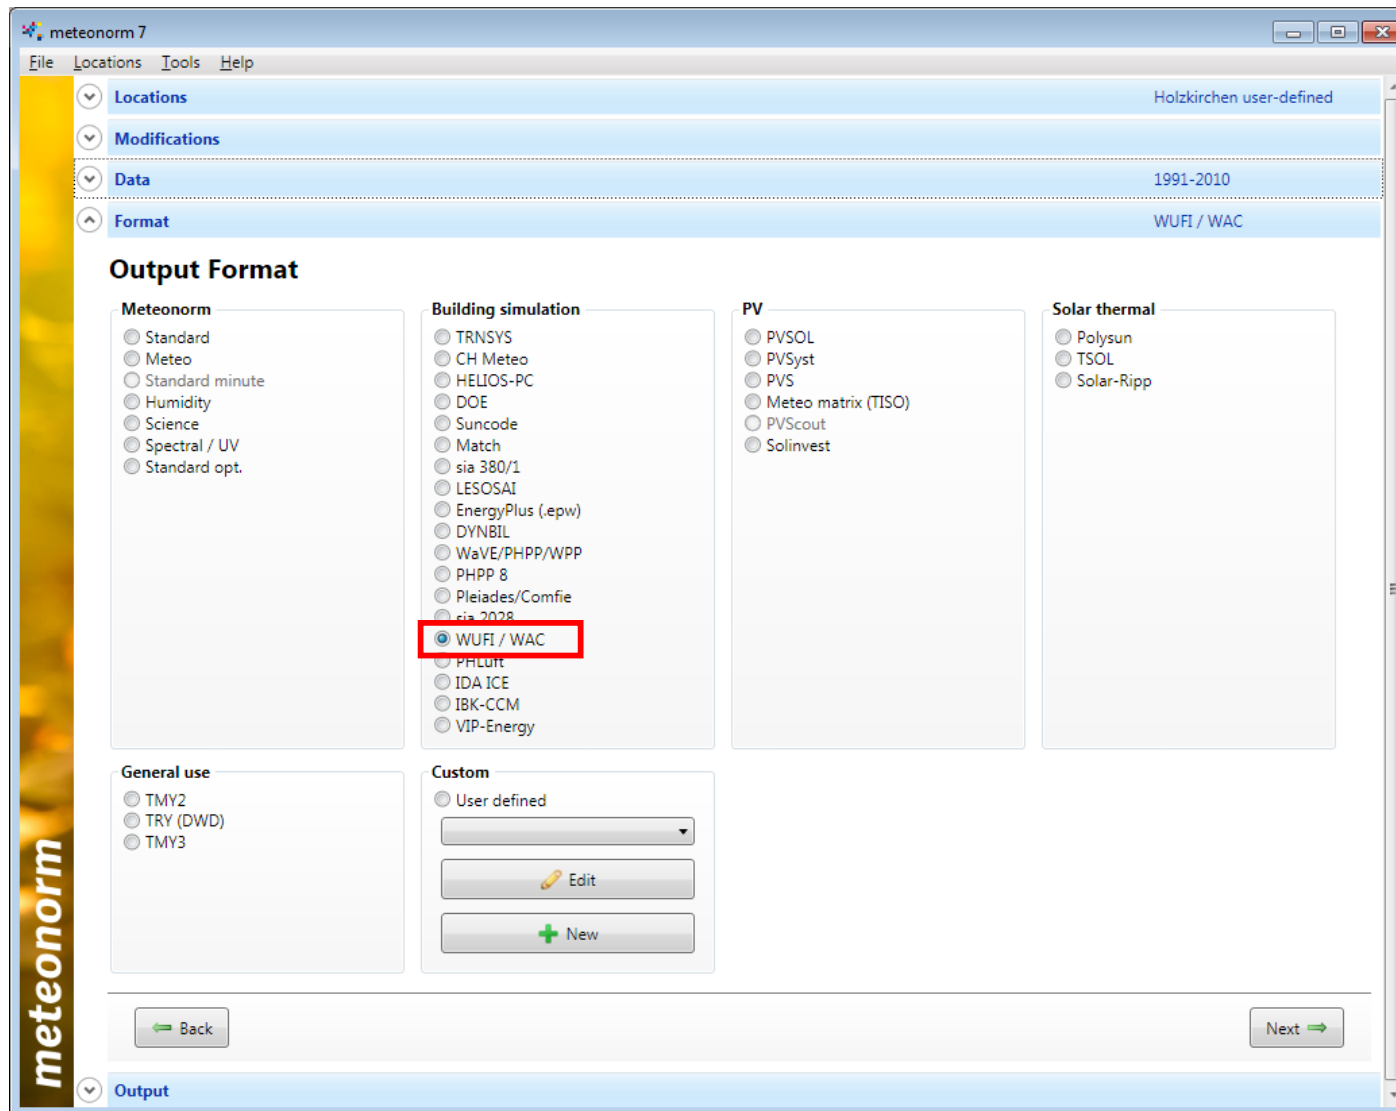 meteonorm 7
File Locations Tools Help
Locations Holzkirchen user-defined
Modifications
Data 1991-2010
Format WUFI / WAC
Output Format
Meteonorm
Standard
Meteo
Standard minute
Humidity
Science
Spectral / UV
Standard opt.
Building simulation
TRNSYS
CH Meteo
HELIOS-PC
DOE
Suncode
Match
sia 380/1
LESOSAI
EnergyPlus (.epw)
DYNBIL
WaVE/PHPP/WPP
PHPP 8
Pleiades/Comfie
sia 2028
WUFI / WAC
PHLuft
IDA ICE
IBK-CCM
VIP-Energy
PV
PVSOL
PVSyst
PVS
Meteo matrix (TISO)
PVScout
Solinvest
Solar thermal
Polysun
TSOL
Solar-Ripp
General use
TMY2
TRY (DWD)
TMY3
Custom
User defined
Edit
New
Back
Next
Output
meteonorm